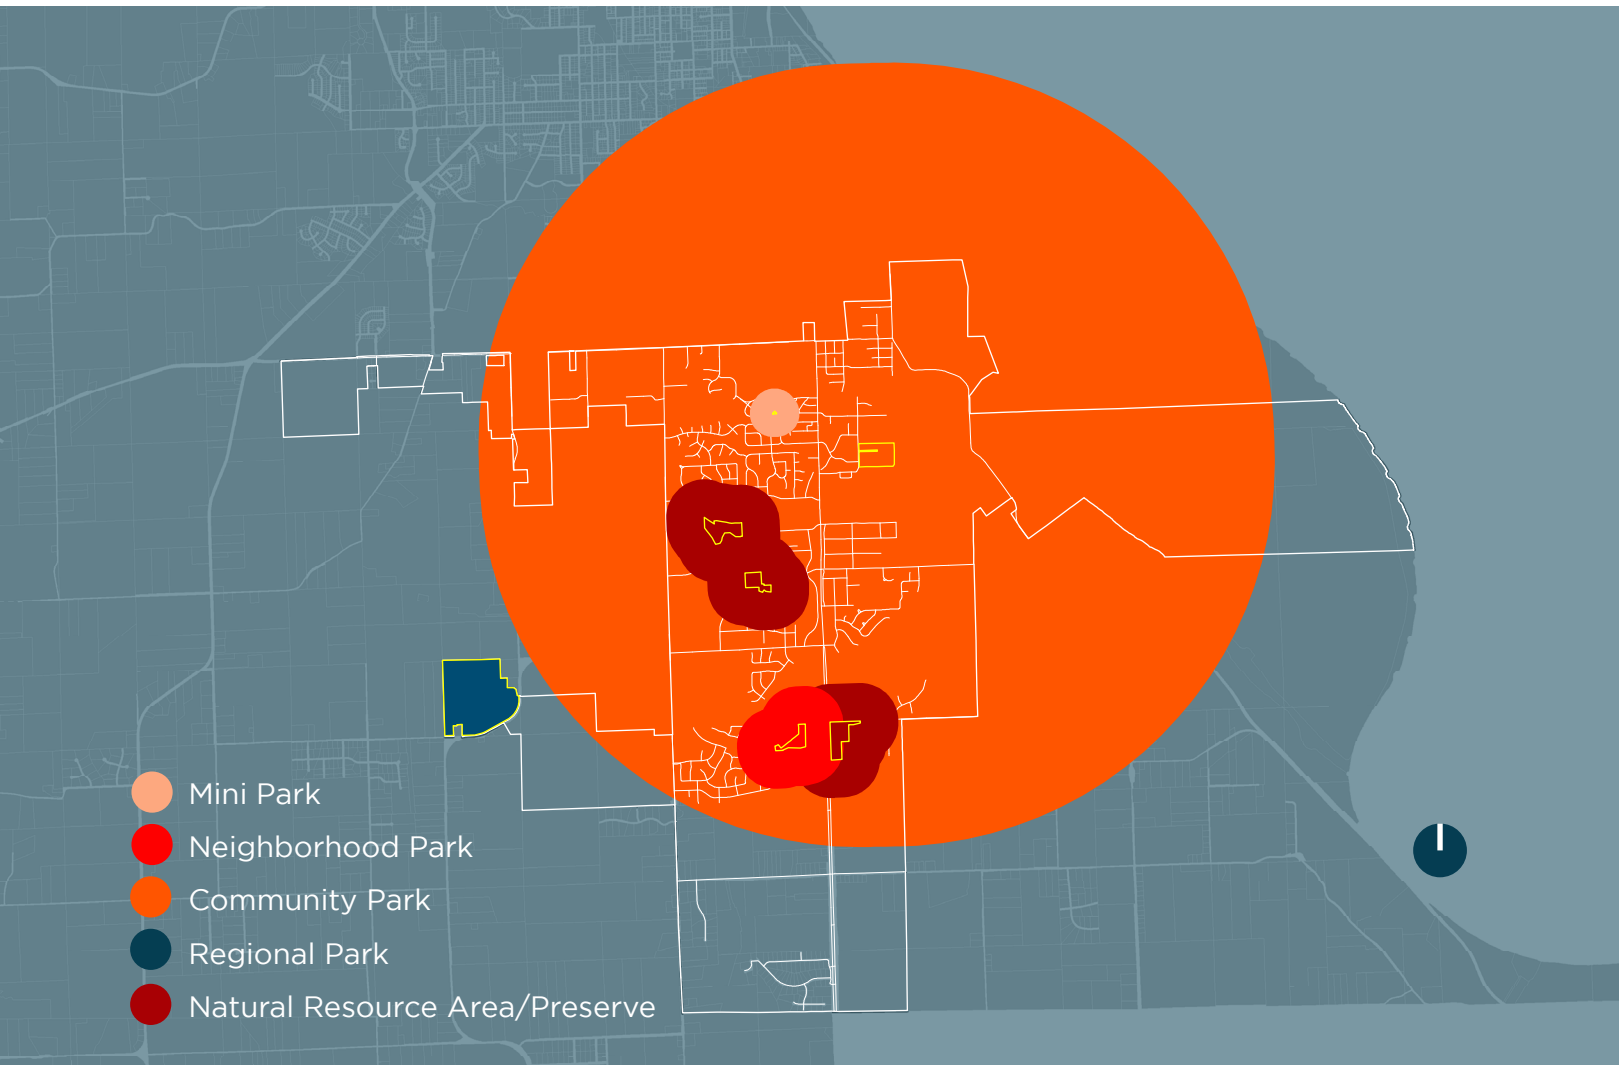 Mini Park
Neighborhood Park
Community Park
Regional Park
Natural Resource Area/Preserve